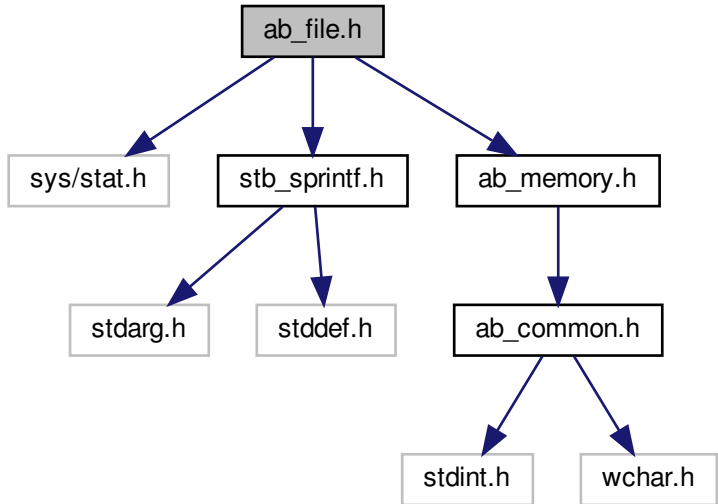 ab_file.h
sys/stat.h
stb_sprintf.h
ab_memory.h
stdarg.h
stddef.h
ab_common.h
stdint.h
wchar.h